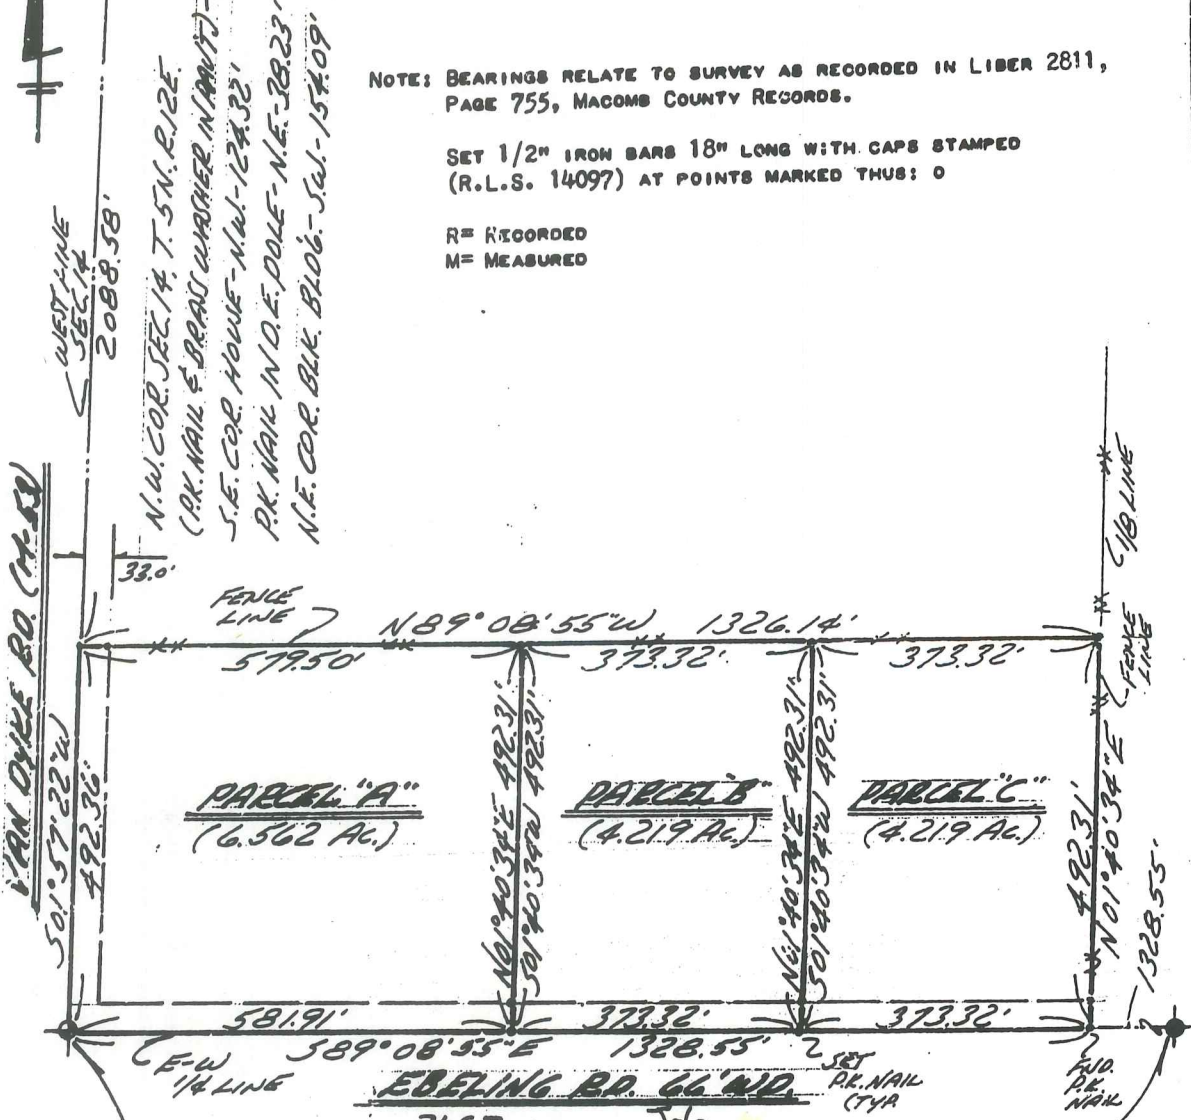 NOTE: BEARINGS RELATE TO SURVEY AS RECORDED IN LIBER 2811,
PAGE 755, MACOMB COUNTY RECORDS.
SET 1/2" IRON BARS 18" LONG WITH CAPS STAMPED
(R.L.S. 14097) AT POINTS MARKED THUS: O
R= RECORDED
M= MEASURED
WEST LINE
SEC. 14
2088.58'
N.W. COR. SEC. 14, T. 5 N. R. 12 E.
(P.K. NAIL & BRASS WASHER IN PAV'T)-
S.E. COR. HOUSE - N.W. - 124.32'
P.K. NAIL IN D.E. POLE - N.E. - 38.23'
N.E. COR. BLK. BLDG. - S.W. - 154.09'
VAN DYKE RD. (M-53)
33.0'
FENCE
LINE
N89°08'55"W 1326.14'
579.50' 373.32' 373.32'
1/8 LINE
FENCE
LINE
S01°57'22"W
492.36'
PARCEL "A"
(6.562 AC.)
N01°40'34"E 492.31'
S01°40'34"W 492.31'
PARCEL "B"
(4.219 AC.)
N01°40'34"E 492.31'
S01°40'34"W 492.31'
PARCEL "C"
(4.219 AC.)
492.31'
N01°40'34"E
1328.55'
581.91' 373.32' 373.32'
E-W
1/4 LINE
S89°08'55"E 1328.55'
EBELING RD. 66' WD.
SET
P.K. NAIL
(TYP.
FND.
P.K.
NAIL